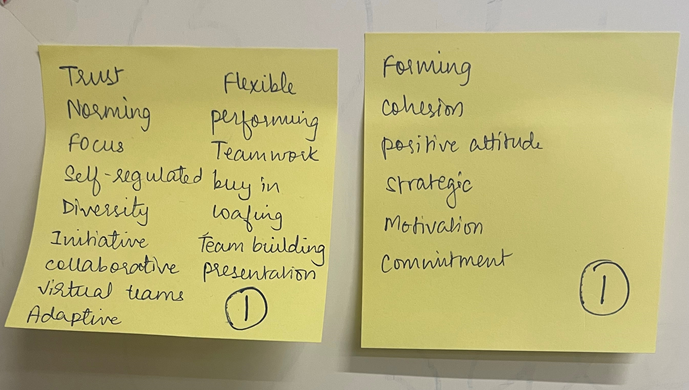 Trust
Norming
Focus
Self-regulated
Diversity
Initiative
collaborative
virtual teams
Adaptive
Flexible
performing
Teamwork
buy in
loafing
Team building
presentation
1
Forming
cohesion
positive attitude
strategic
Motivation
Commitment
1